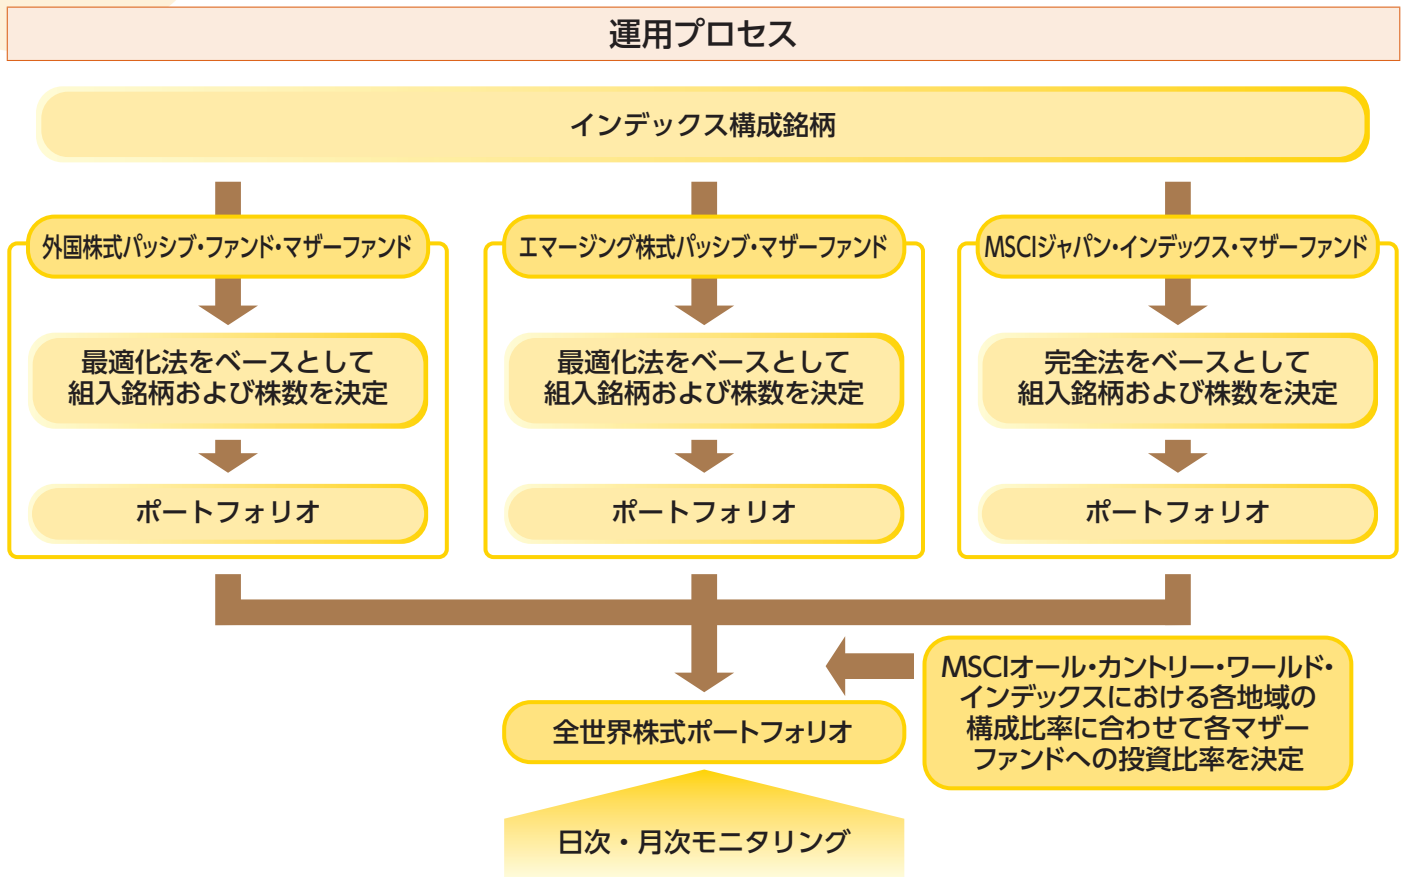 運用プロセス
インデックス構成銘柄
外国株式パッシブ・ファンド・マザーファンド
最適化法をベースとして
組入銘柄および株数を決定
ポートフォリオ
エマージング株式パッシブ・マザーファンド
最適化法をベースとして
組入銘柄および株数を決定
ポートフォリオ
MSCIジャパン・インデックス・マザーファンド
完全法をベースとして
組入銘柄および株数を決定
ポートフォリオ
MSCIオール・カントリー・ワールド・
インデックスにおける各地域の
構成比率に合わせて各マザー
ファンドへの投資比率を決定
全世界株式ポートフォリオ
日次・月次モニタリング